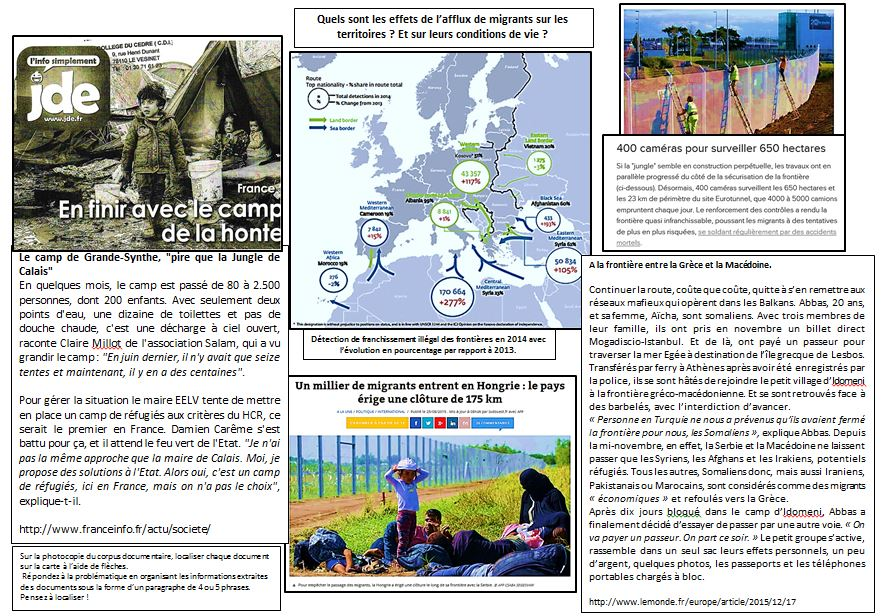 Quels sont les effets de l'afflux de migrants sur les
territoires ? Et sur leurs conditions de vie ?
COLLEGE DU CEDRE (C.D.I.)
9, rue Henri Dunant
78110 LE VESINET
l'info simplement
jde
www.jde.fr
France
En finir avec le camp
de la honte
Le camp de Grande-Synthe, "pire que la Jungle de
Calais"
En quelques mois, le camp est passé de 80 à 2.500
personnes, dont 200 enfants. Avec seulement deux
points d'eau, une dizaine de toilettes et pas de
douche chaude, c'est une décharge à ciel ouvert,
raconte Claire Millot de l'association Salam, qui a vu
grandir le camp : "En juin dernier, il n'y avait que seize
tentes et maintenant, il y en a des centaines".
Pour gérer la situation le maire EELV tente de mettre
en place un camp de réfugiés aux critères du HCR, ce
serait le premier en France. Damien Carême s'est
battu pour ça, et il attend le feu vert de l'Etat. "Je n'ai
pas la même approche que la maire de Calais. Moi, je
propose des solutions à l'Etat. Alors oui, c'est un camp
de réfugiés, ici en France, mais on n'a pas le choix",
explique-t-il.
http://www.franceinfo.fr/actu/societe/
Sur la photocopie du corpus documentaire, localiser chaque document
sur la carte à l'aide de flèches.
Répondez à la problématique en organisant les informations extraites
des documents sous la forme d'un paragraphe de 4 ou 5 phrases.
Pensez à localiser !
Route
Top nationality - % share in route total
Total detections in 2014
% Change from 2013
Land border
Sea border
Kosovo* 51%
43 357
+117%
Eastern
Land Border
Vietnam 20%
1 275
-3%
Albania 99%
8 841
+1%
Black Sea
Afghanistan 60%
433
+193%
Western
Mediterranean
Cameroon 19%
7 842
+15%
Eastern
Mediterranean
Syria 62%
50 834
+105%
Western
Africa
Morocco 19%
276
-2%
Central
Mediterranean
Syria 23%
170 664
+277%
* This designation is without prejudice to positions on status, and is in line with UNSCR 1244 and the ICJ Opinion on the Kosovo declaration of independence.
Détection de franchissement illégal des frontières en 2014 avec
l'évolution en pourcentage par rapport à 2013.
Un millier de migrants entrent en Hongrie : le pays
érige une clôture de 175 km
A LA UNE / POLITIQUE / INTERNATIONAL
Pour empêcher le passage des migrants, la Hongrie a érigé une clôture le long de sa frontière avec la Serbie.
400 caméras pour surveiller 650 hectares
Si la "jungle" semble en construction perpétuelle, les travaux ont en
parallèle progressé du côté de la sécurisation de la frontière
(ci-dessous). Désormais, 400 caméras surveillent les 650 hectares et
les 23 km de périmètre du site Eurotunnel, que 4000 à 5000 camions
empruntent chaque jour. Le renforcement des contrôles a rendu la
frontière quasi infranchissable, poussant les migrants à des tentatives
de plus en plus risquées, se soldant régulièrement par des accidents
mortels.
A la frontière entre la Grèce et la Macédoine.
Continuer la route, coûte que coûte, quitte à s'en remettre aux
réseaux mafieux qui opèrent dans les Balkans. Abbas, 20 ans,
et sa femme, Aïcha, sont somaliens. Avec trois membres de
leur famille, ils ont pris en novembre un billet direct
Mogadiscio-Istanbul. Et de là, ont payé un passeur pour
traverser la mer Egée à destination de l'île grecque de Lesbos.
Transférés par ferry à Athènes après avoir été enregistrés par
la police, ils se sont hâtés de rejoindre le petit village d'Idomeni
à la frontière gréco-macédonienne. Et se sont retrouvés face à
des barbelés, avec l'interdiction d'avancer.
« Personne en Turquie ne nous a prévenus qu'ils avaient fermé
la frontière pour nous, les Somaliens », explique Abbas. Depuis
la mi-novembre, en effet, la Serbie et la Macédoine ne laissent
passer que les Syriens, les Afghans et les Irakiens, potentiels
réfugiés. Tous les autres, Somaliens donc, mais aussi Iraniens,
Pakistanais ou Marocains, sont considérés comme des migrants
« économiques » et refoulés vers la Grèce.
Après dix jours bloqué dans le camp d'Idomeni, Abbas a
finalement décidé d'essayer de passer par une autre voie. « On
va payer un passeur. On part ce soir. » Le petit groupe s'active,
rassemble dans un seul sac leurs effets personnels, un peu
d'argent, quelques photos, les passeports et les téléphones
portables chargés à bloc.
http://www.lemonde.fr/europe/article/2015/12/17